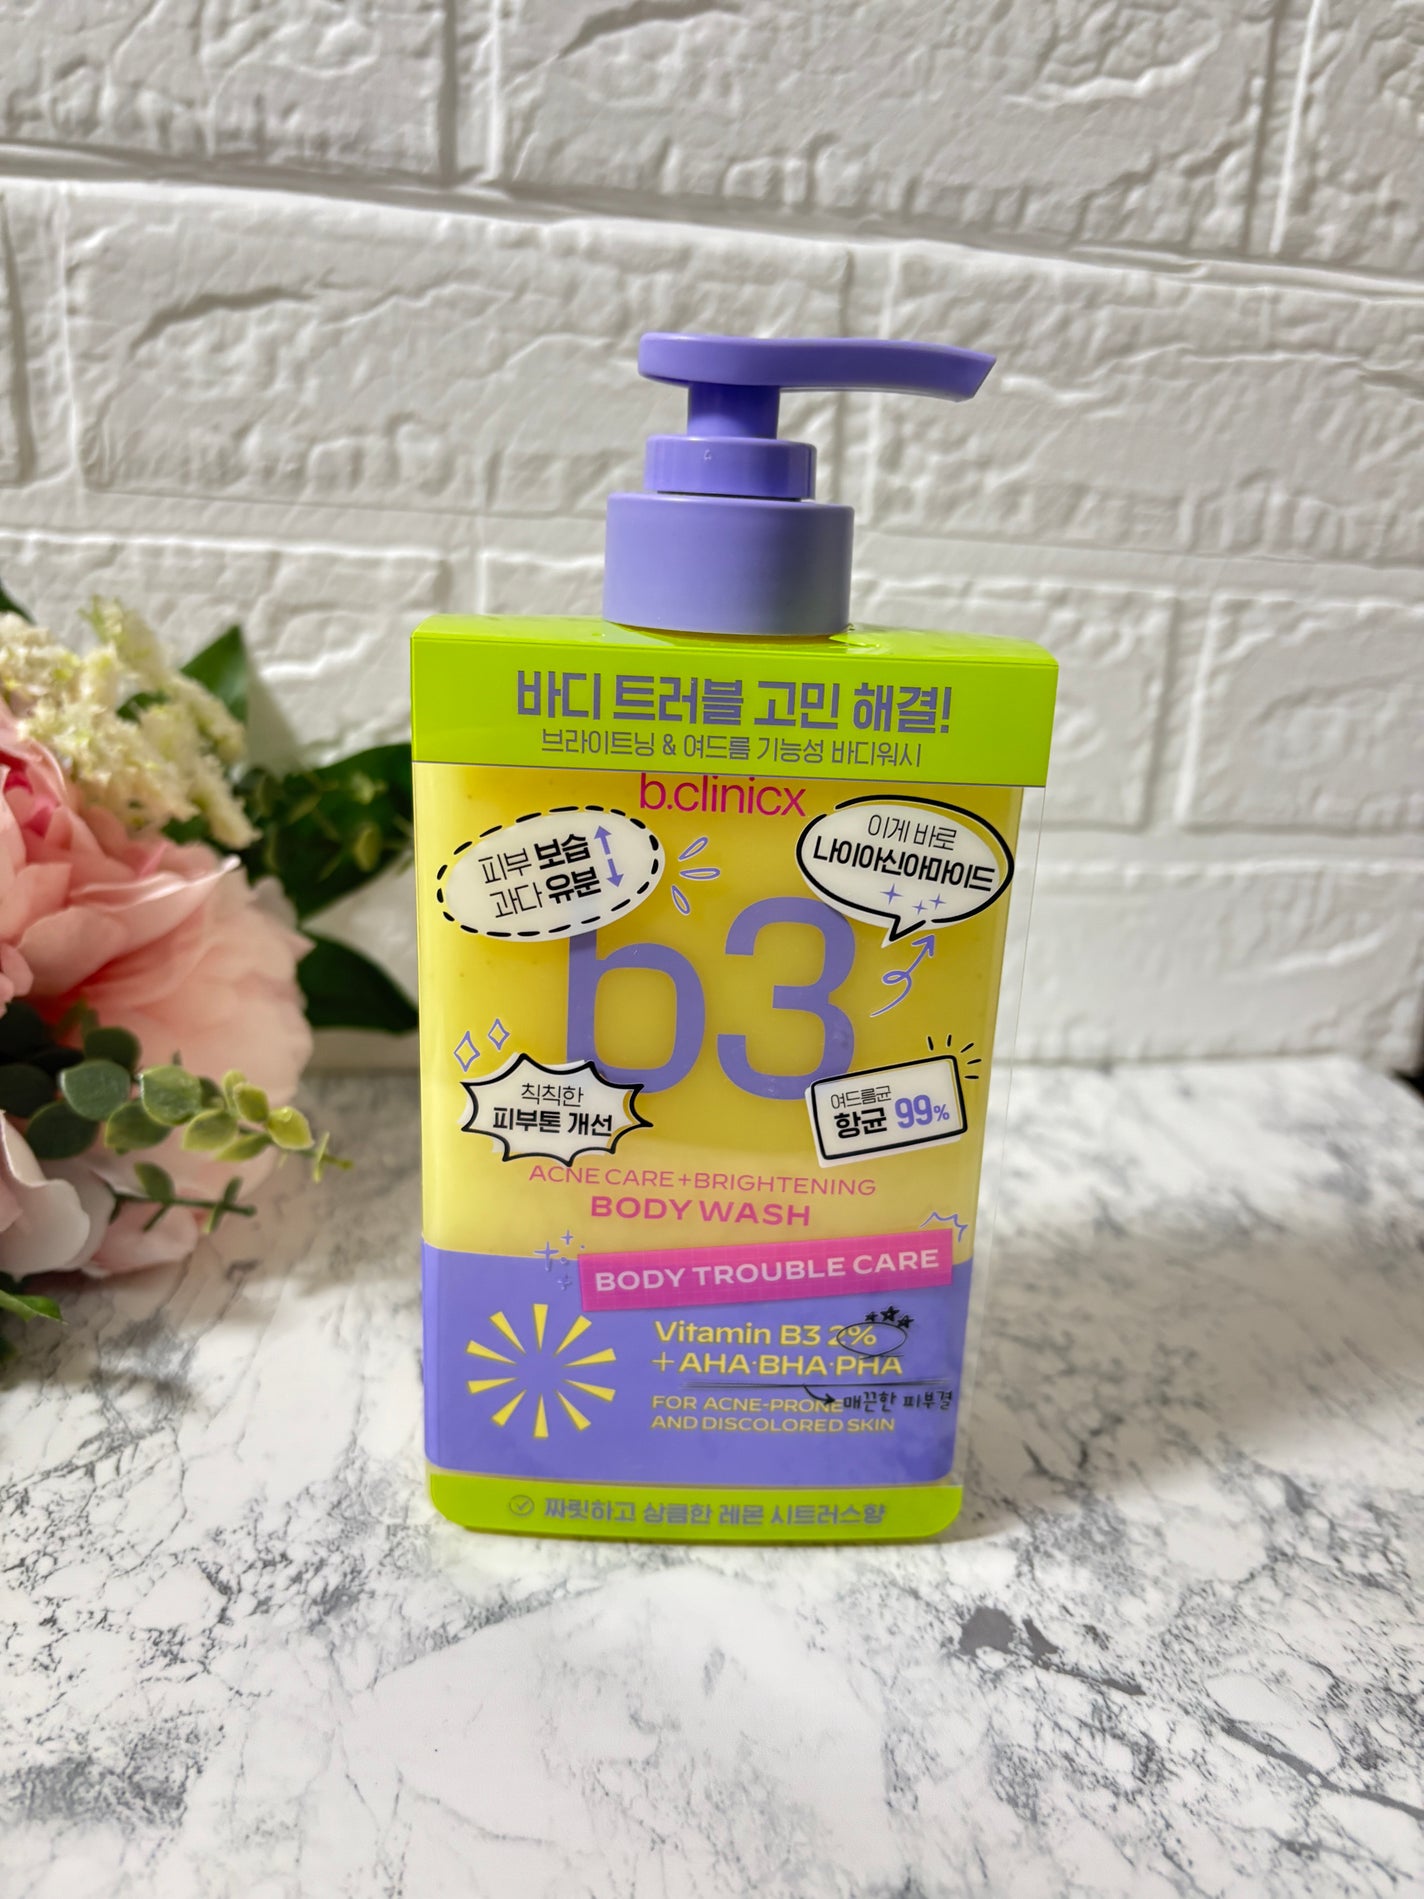 바디 트러블 고민 해결!
브라이트닝 & 여드름 기능성 바디워시
b.clinicx
피부 보습
과다 유분
이게 바로
나이아신아마이드
b3
칙칙한
피부톤 개선
여드름균
항균 99%
ACNE CARE+BRIGHTENING
BODY WASH
BODY TROUBLE CARE
Vitamin B3 2%
+AHA·BHA·PHA
매끈한 피부결
FOR ACNE-PRONE
AND DISCOLORED SKIN
짜릿하고 상큼한 레몬 시트러스향